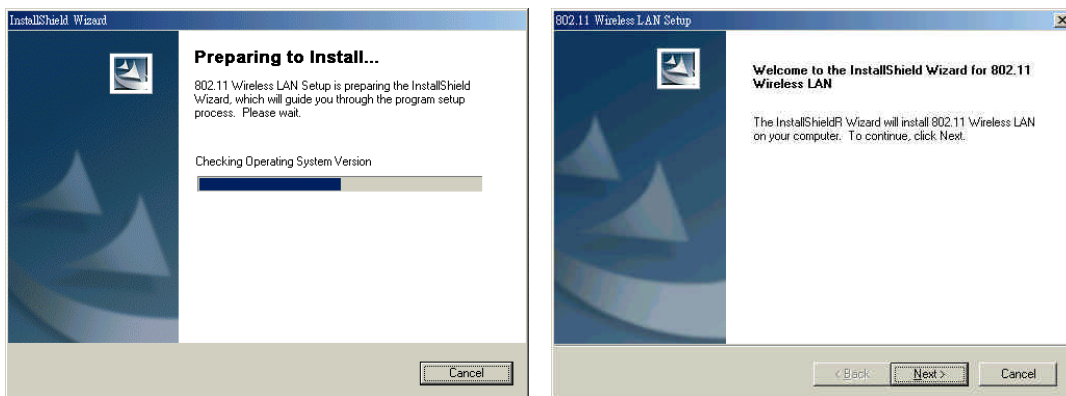 InstallShield Wizard
Preparing to Install...
802.11 Wireless LAN Setup is preparing the InstallShield
Wizard, which will guide you through the program setup
process. Please wait.
Checking Operating System Version
Cancel
802.11 Wireless LAN Setup
Welcome to the InstallShield Wizard for 802.11
Wireless LAN
The InstallShieldR Wizard will install 802.11 Wireless LAN
on your computer. To continue, click Next.
< Back
Next >
Cancel